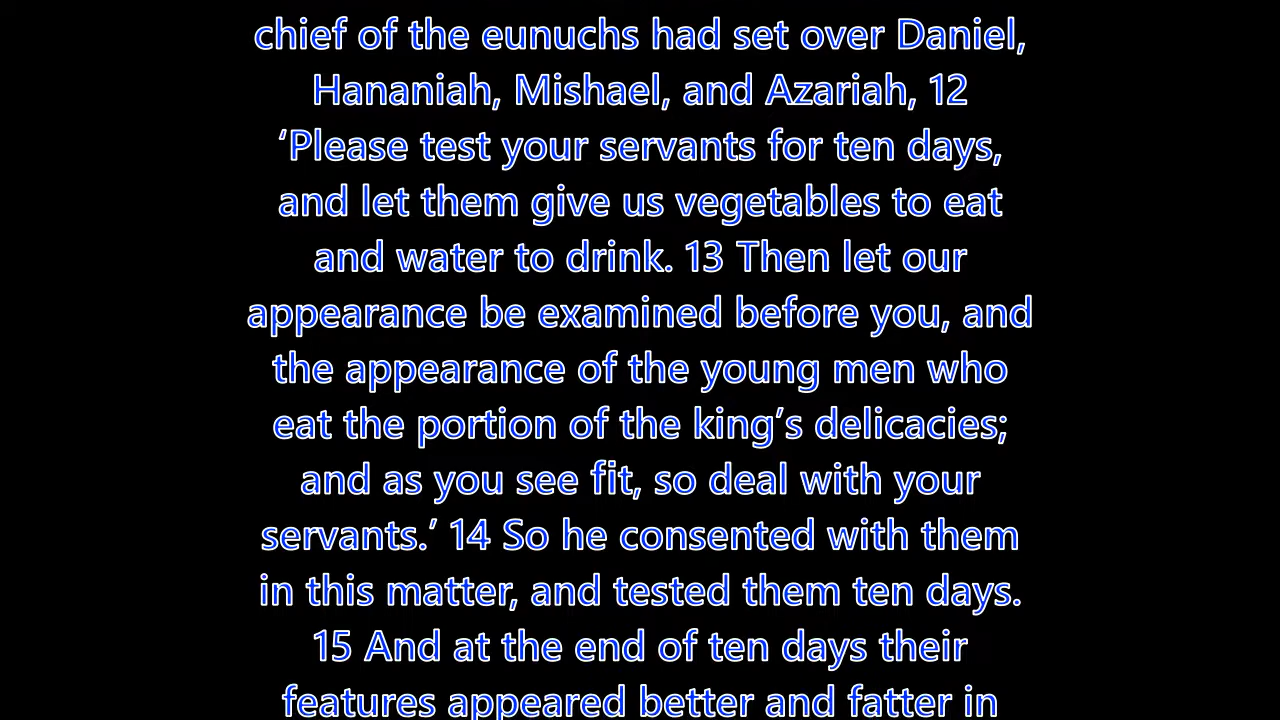 chief of the eunuchs had set over Daniel,
Hananiah, Mishael, and Azariah, 12
‘Please test your servants for ten days,
and let them give us vegetables to eat
and water to drink. 13 Then let our
appearance be examined before you, and
the appearance of the young men who
eat the portion of the king’s delicacies;
and as you see fit, so deal with your
servants.’ 14 So he consented with them
in this matter, and tested them ten days.
15 And at the end of ten days their
features appeared better and fatter in